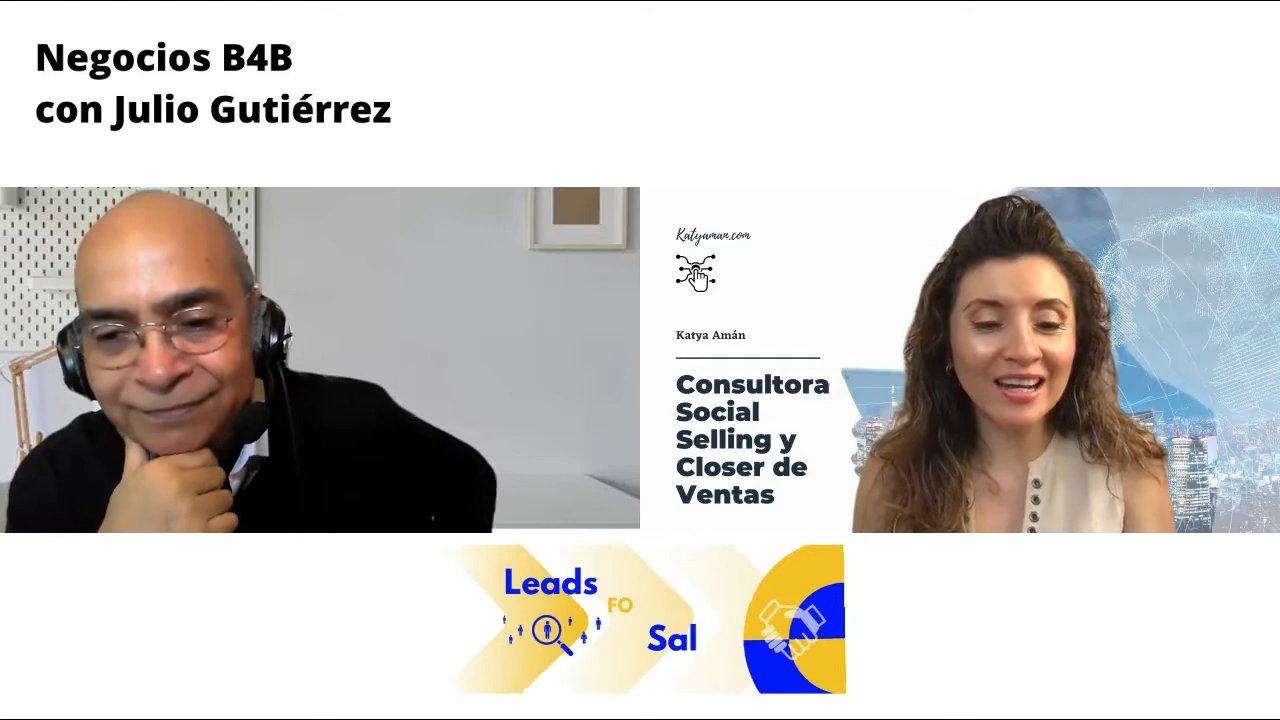 Negocios B4B
con Julio Gutiérrez
Katyaman.com
Katya Amán
Consultora
Social
Selling y
Closer de
Ventas
Leads
FO
Sal